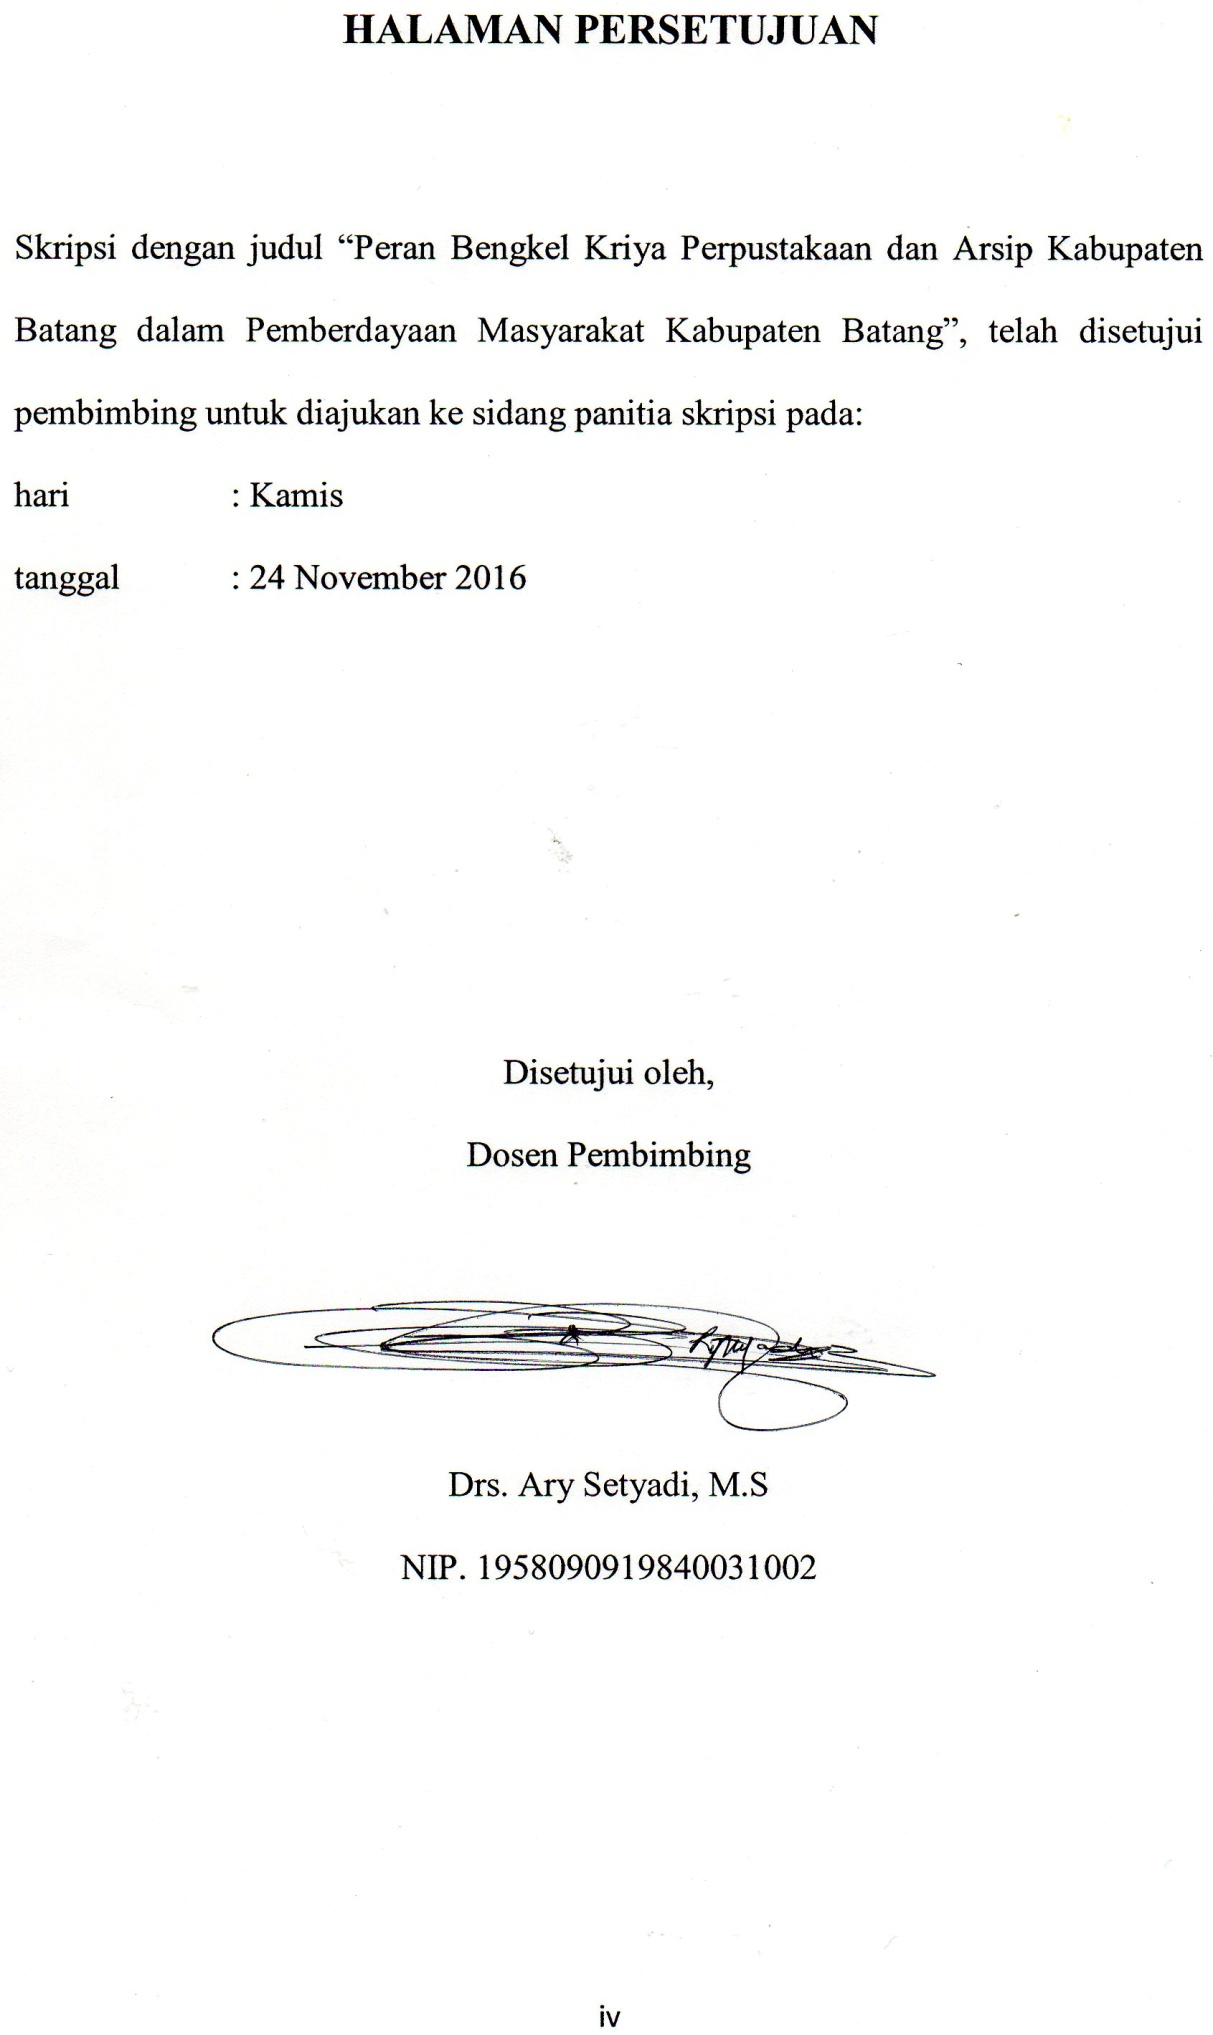 HALAMAN PERSETUJUAN
Skripsi dengan judul “Peran Bengkel Kriya Perpustakaan dan Arsip Kabupaten
Batang dalam Pemberdayaan Masyarakat Kabupaten Batang”, telah disetujui
pembimbing untuk diajukan ke sidang panitia skripsi pada:
hari : Kamis
tanggal : 24 November 2016
Disetujui oleh,
Dosen Pembimbing
Drs. Ary Setyadi, M.S
NIP. 1958090919840031002
iv